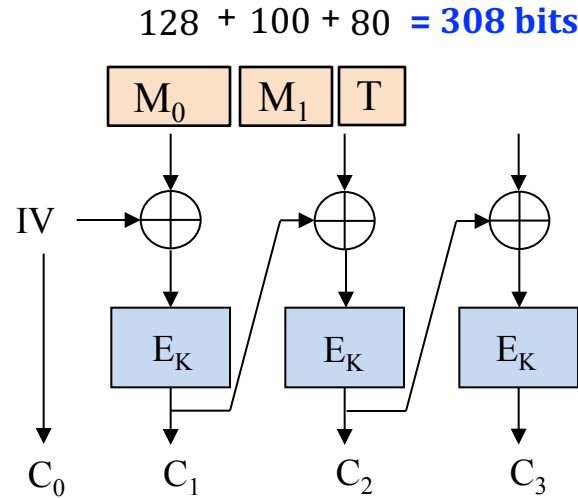 128 + 100 + 80 = 308 bits
M0 M1 T
IV
EK EK EK
C0 C1 C2 C3